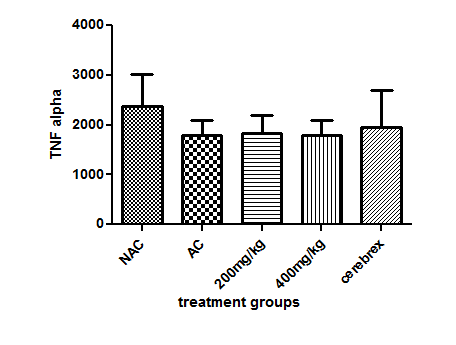 4000
3000
2000
1000
0
TNF alpha
NAC
AC
200mg/kg
400mg/kg
cerebrex
treatment groups